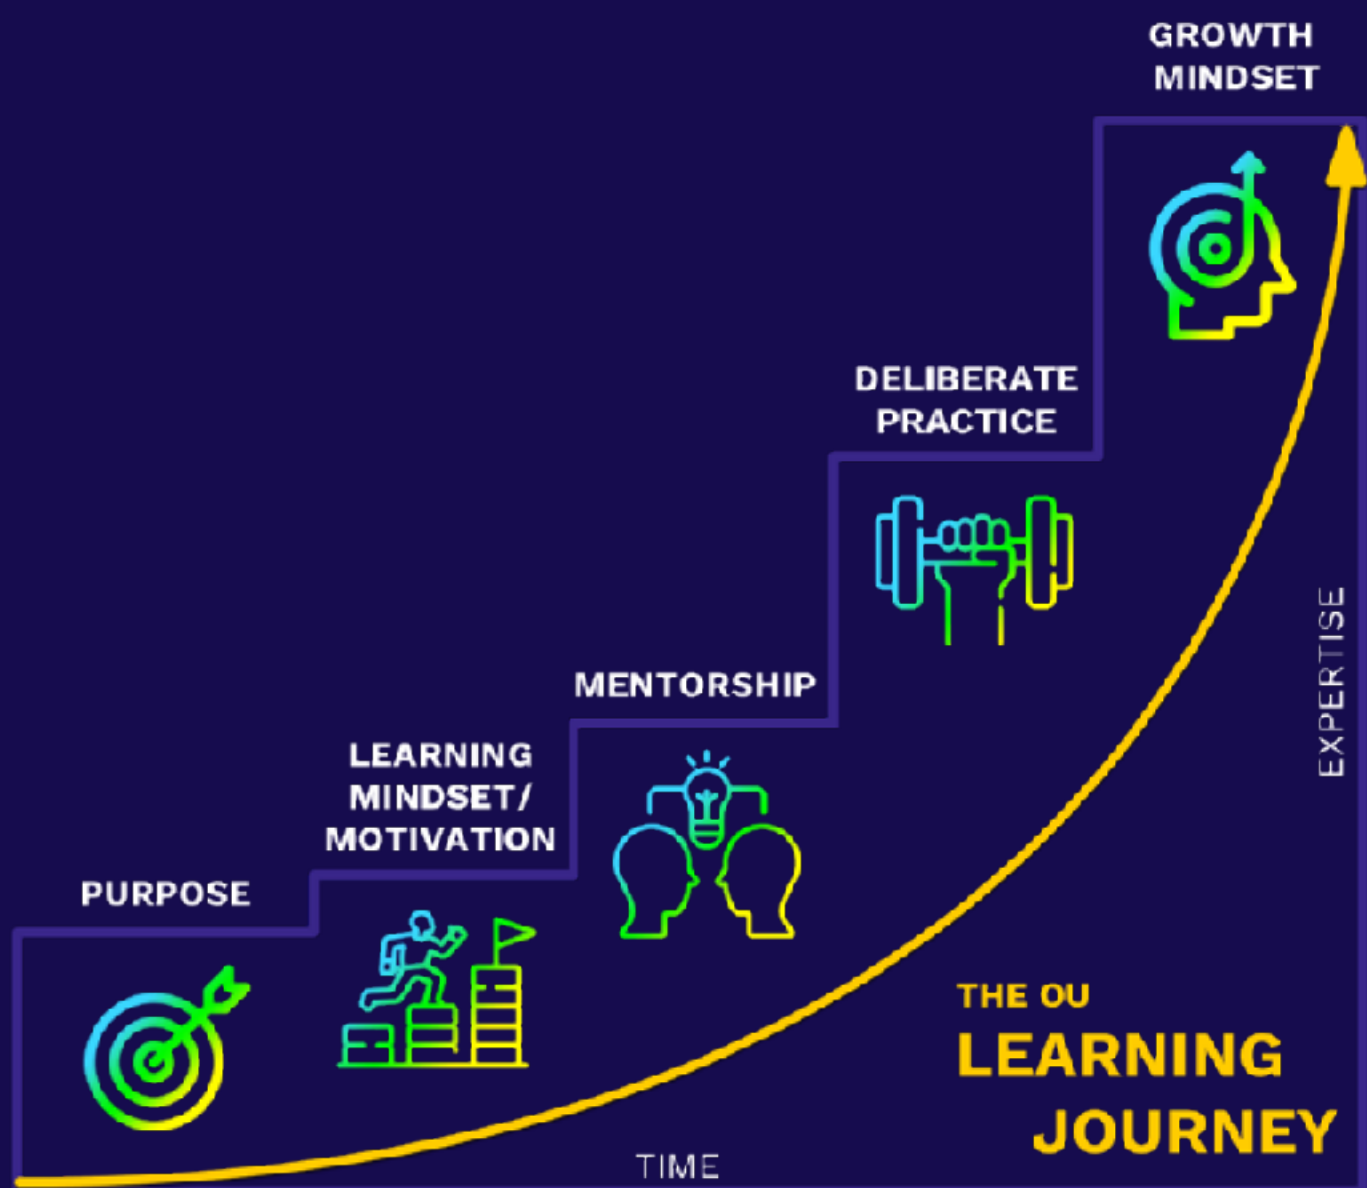 GROWTH
MINDSET
DELIBERATE
PRACTICE
MENTORSHIP
LEARNING
MINDSET/
MOTIVATION
PURPOSE
EXPERTISE
THE OU
LEARNING
JOURNEY
TIME